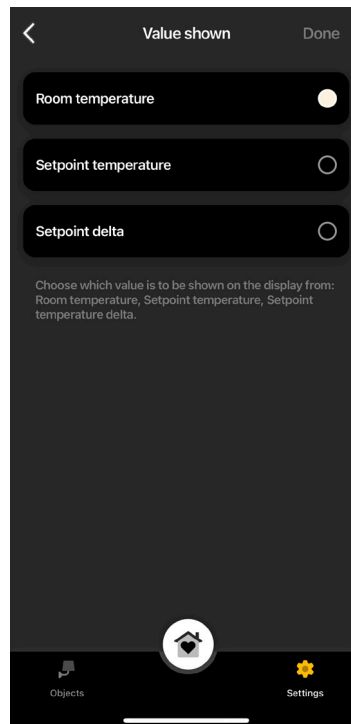 Value shown
Done
Room temperature
Setpoint temperature
Setpoint delta
Choose which value is to be shown on the display from:
Room temperature, Setpoint temperature, Setpoint
temperature delta.
Objects
Settings